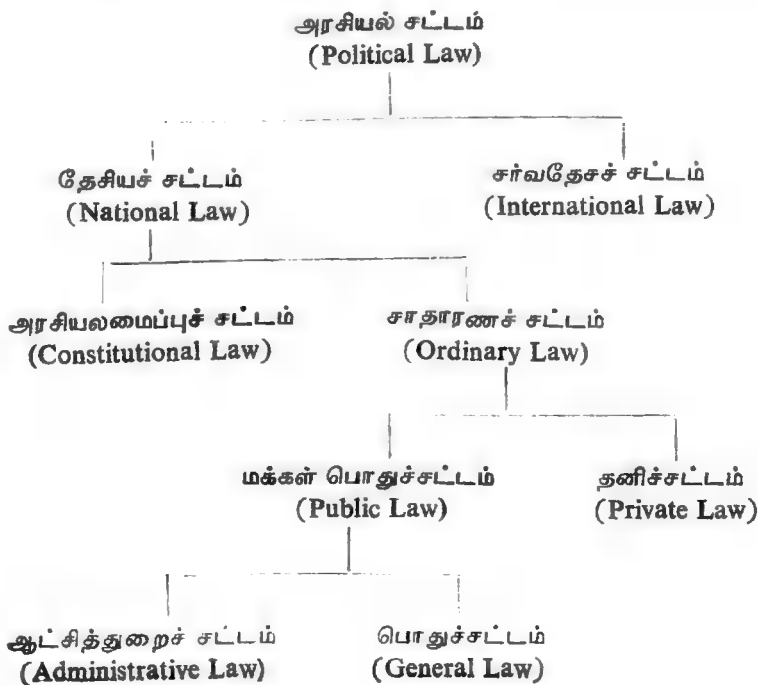 அரசியல் சட்டம்
(Political Law)
தேசியச் சட்டம்
(National Law)
சர்வதேசச் சட்டம்
(International Law)
அரசியலமைப்புச் சட்டம்
(Constitutional Law)
சாதாரணச் சட்டம்
(Ordinary Law)
மக்கள் பொதுச்சட்டம்
(Public Law)
தனிச்சட்டம்
(Private Law)
ஆட்சித்துறைச் சட்டம்
(Administrative Law)
பொதுச்சட்டம்
(General Law)